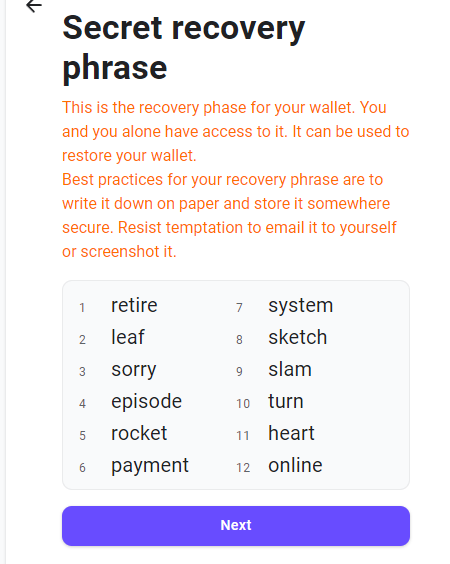 Secret recovery
phrase
This is the recovery phase for your wallet. You
and you alone have access to it. It can be used to
restore your wallet.
Best practices for your recovery phrase are to
write it down on paper and store it somewhere
secure. Resist temptation to email it to yourself
or screenshot it.
1 retire 7 system
2 leaf 8 sketch
3 sorry 9 slam
4 episode 10 turn
5 rocket 11 heart
6 payment 12 online
Next